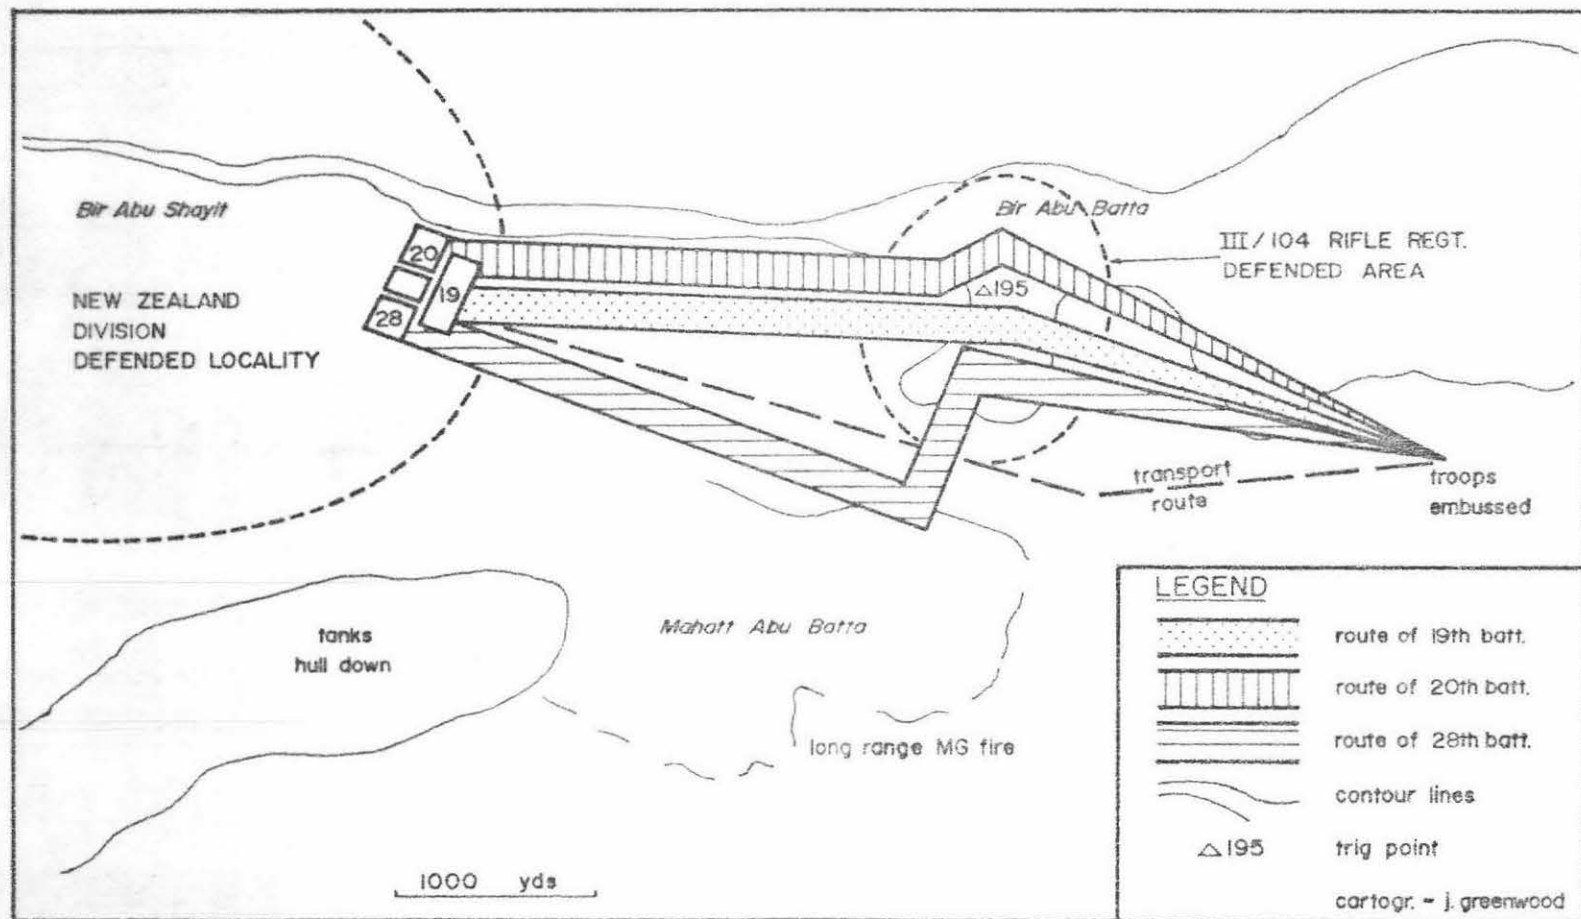 Bir Abu Shayit
Bir Abu Batta
III/104 RIFLE REGT.
DEFENDED AREA
20
19
28
△195
NEW ZEALAND
DIVISION
DEFENDED LOCALITY
transport
route
troops
embussed
tanks
hull down
Mahatt Abu Batta
long range MG fire
1000 yds
LEGEND
route of 19th batt.
route of 20th batt.
route of 28th batt.
contour lines
△195 trig point
cartogr. - j. greenwood